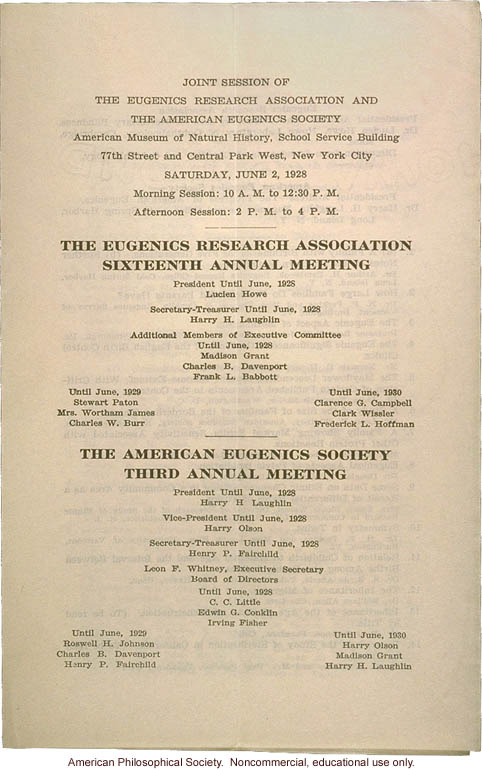 JOINT SESSION OF
THE EUGENICS RESEARCH ASSOCIATION AND
THE AMERICAN EUGENICS SOCIETY
American Museum of Natural History, School Service Building
77th Street and Central Park West, New York City
SATURDAY, JUNE 2, 1928
Morning Session: 10 A. M. to 12:30 P. M.
Afternoon Session: 2 P. M. to 4 P. M.
THE EUGENICS RESEARCH ASSOCIATION
SIXTEENTH ANNUAL MEETING
President Until June, 1928
Lucien Howe
Secretary-Treasurer Until June, 1928
Harry H. Laughlin
Additional Members of Executive Committee
Until June, 1928
Madison Grant
Charles B. Davenport
Frank L. Babbott
Until June, 1929
Stewart Paton
Mrs. Wortham James
Charles W. Burr
Until June, 1930
Clarence G. Campbell
Clark Wissler
Frederick L. Hoffman
THE AMERICAN EUGENICS SOCIETY
THIRD ANNUAL MEETING
President Until June, 1928
Harry H Laughlin
Vice-President Until June, 1928
Harry Olson
Secretary-Treasurer Until June, 1928
Henry P. Fairchild
Leon F. Whitney, Executive Secretary
Board of Directors
Until June, 1928
C. C. Little
Edwin G. Conklin
Irving Fisher
Until June, 1929
Roswell H. Johnson
Charles B. Davenport
Henry P. Fairchild
Until June, 1930
Harry Olson
Madison Grant
Harry H. Laughlin
American Philosophical Society. Noncommercial, educational use only.